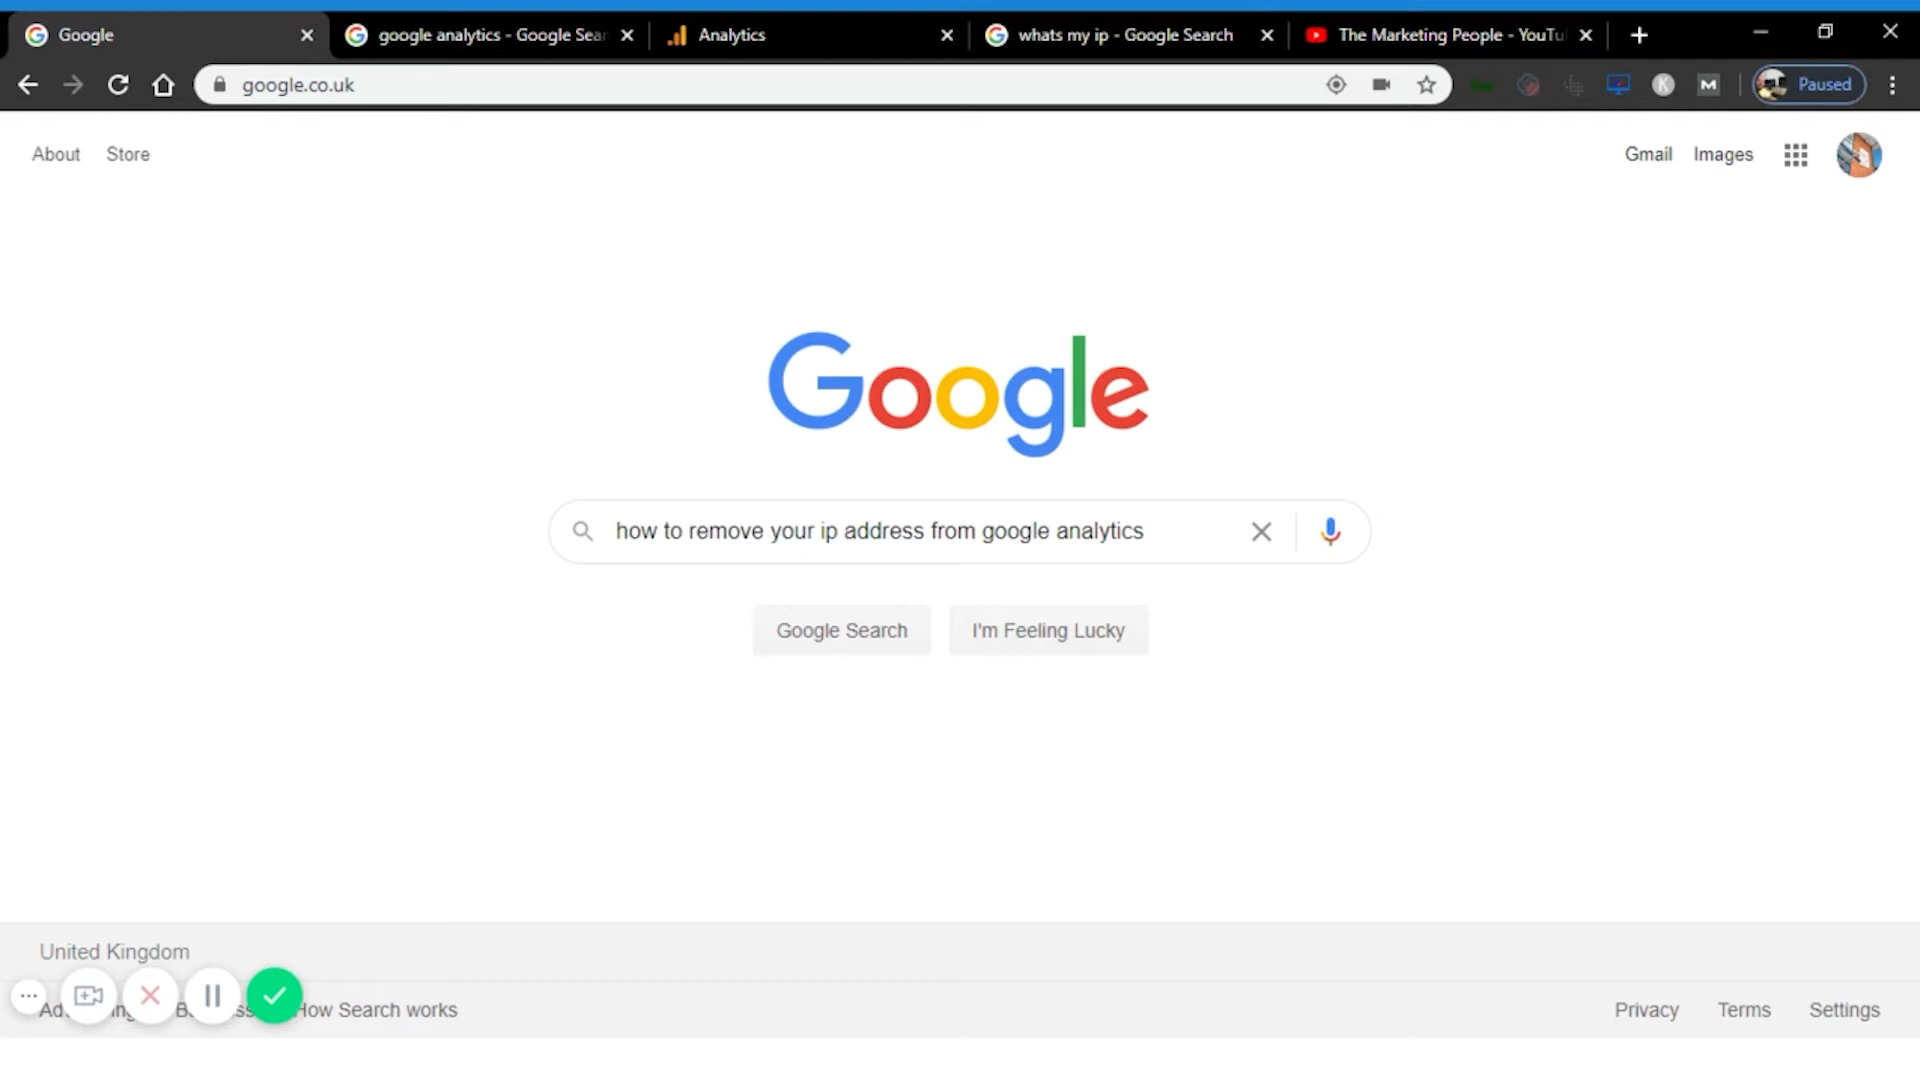 Google
google analytics - Google Sear
Analytics
whats my ip - Google Search
The Marketing People - YouTu
google.co.uk
K
M
Paused
About
Store
Gmail
Images
Google
how to remove your ip address from google analytics
Google Search
I'm Feeling Lucky
United Kingdom
How Search works
Privacy
Terms
Settings